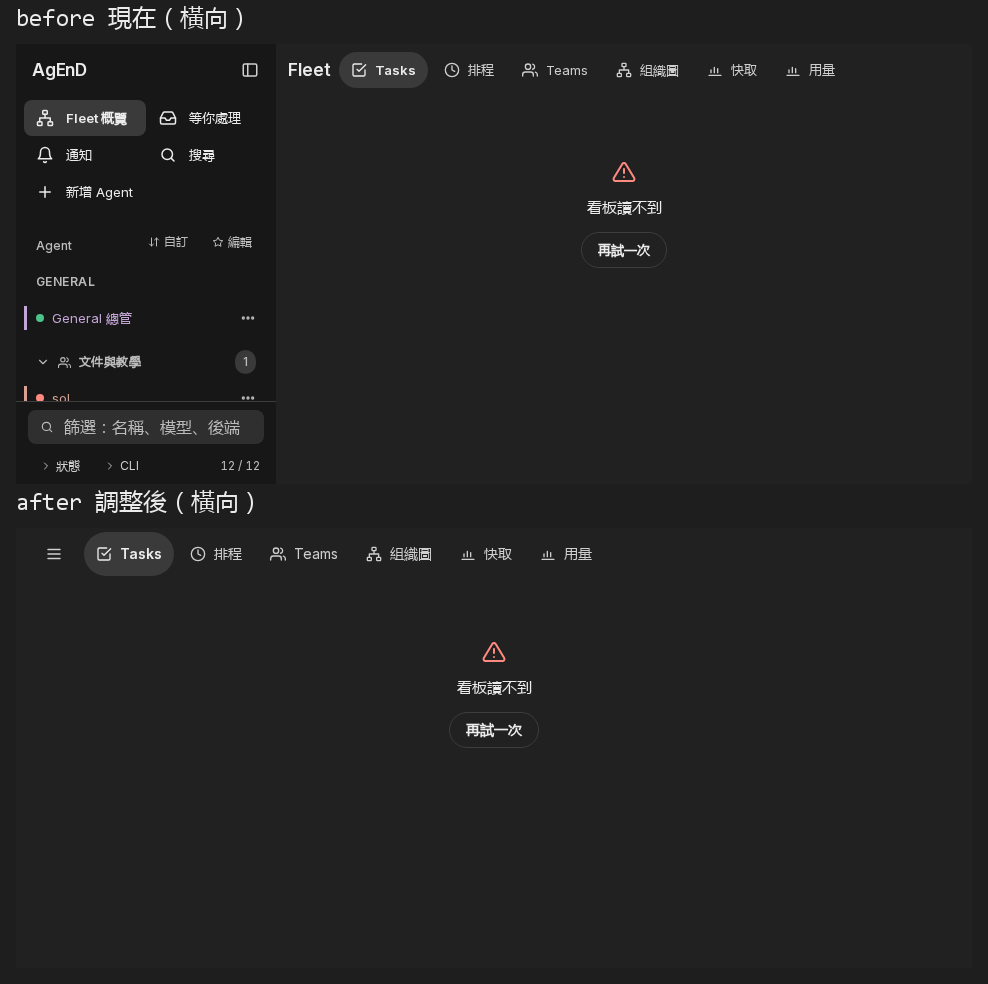 before 現在（橫向）
AgEnD
Fleet 概覽
等你處理
通知
搜尋
新增 Agent
Agent
自訂
編輯
GENERAL
General 總管
文件與教學
1
sol
篩選：名稱、模型、後端
狀態
CLI
12 / 12
Fleet
Tasks
排程
Teams
組織圖
快取
用量
看板讀不到
再試一次
after 調整後（橫向）
Tasks
排程
Teams
組織圖
快取
用量
看板讀不到
再試一次